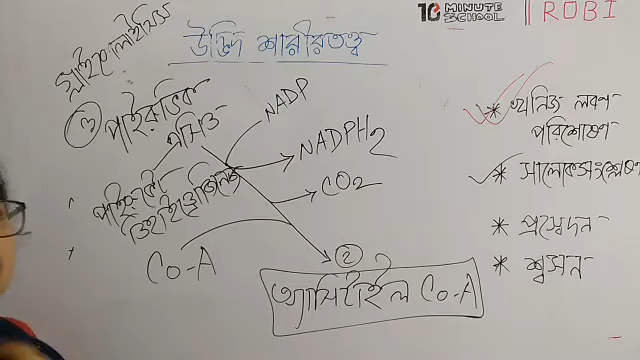 10 MINUTE SCHOOL
ROBI
উদ্ভিদ শারীরতত্ত্ব
গ্লাইকোলাইসিস
৩ পাইরুভিক
এসিড
NADP
NADPH2
CO2
পাইরুভেট
ডিহাইড্রোজিনেজ
Co-A
2
অ্যাসিটাইল Co-A
* খনিজ লবণ
পরিশোষণ
* সালোকসংশ্লেষণ
* প্রস্বেদন
* শ্বসন